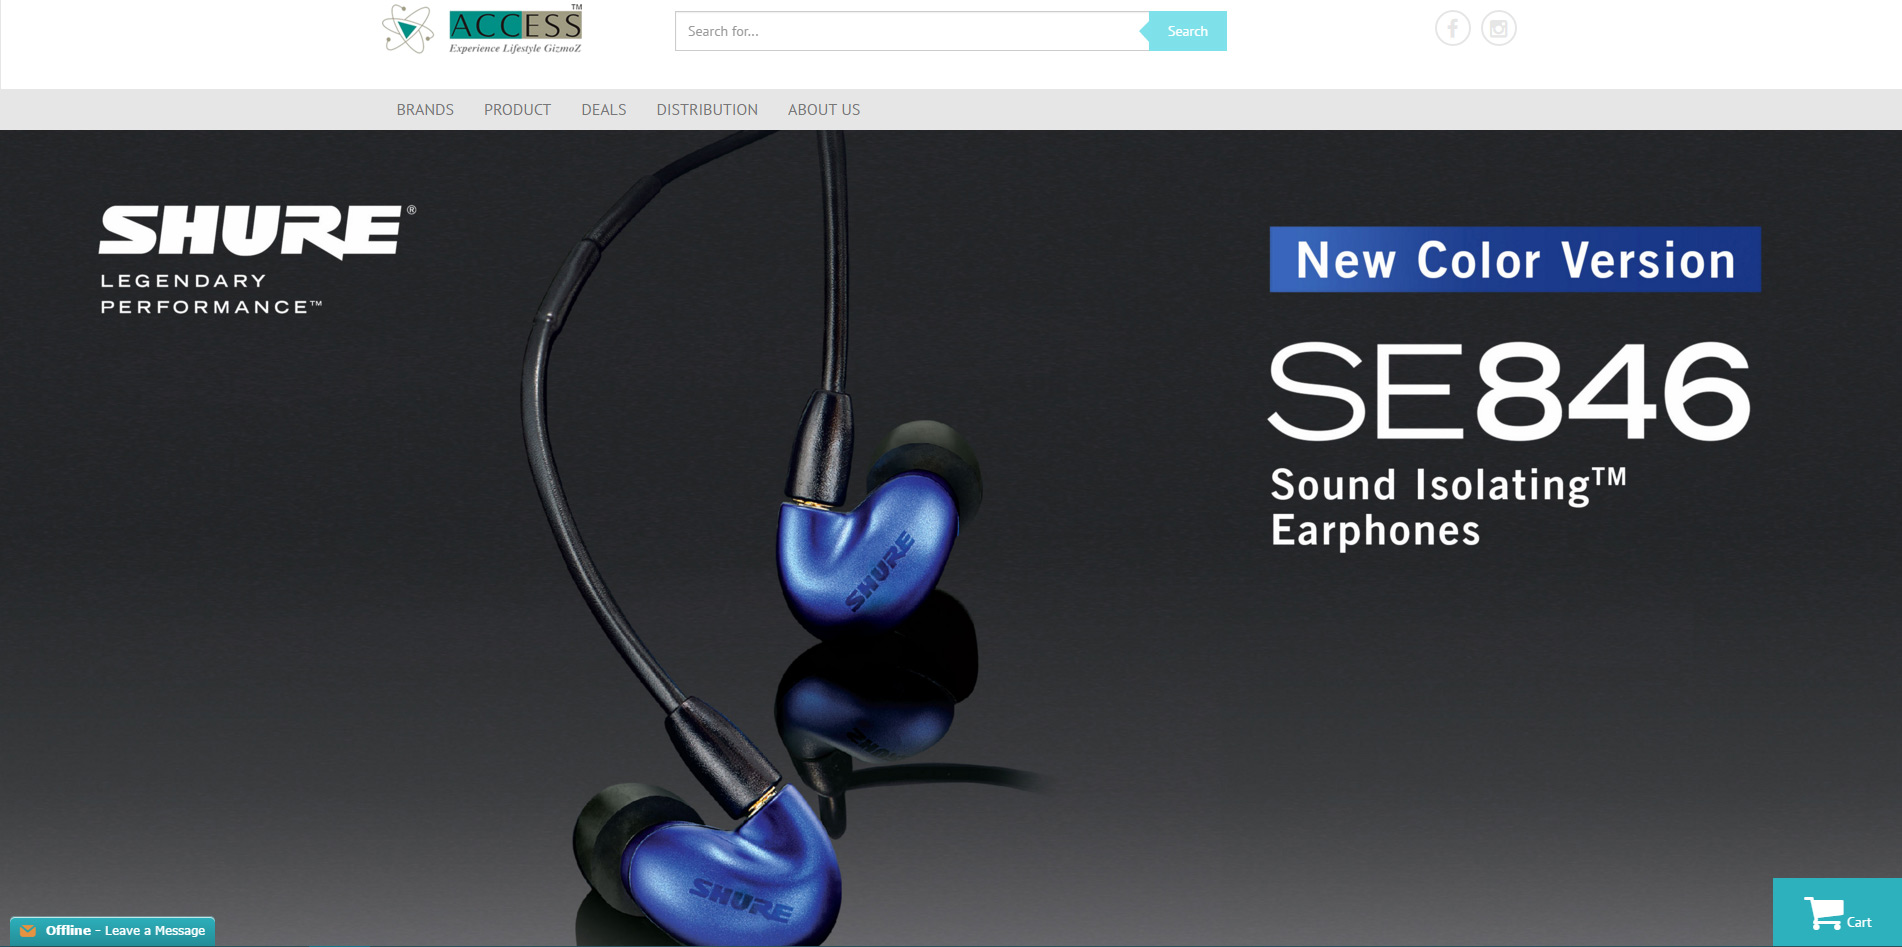 ACCESS™
Experience Lifestyle GizmoZ
Search for...
Search
BRANDS
PRODUCT
DEALS
DISTRIBUTION
ABOUT US
SHURE®
LEGENDARY
PERFORMANCE™
New Color Version
SE846
Sound Isolating™
Earphones
SHURE
SHURE
SHURE
Offline - Leave a Message
Cart